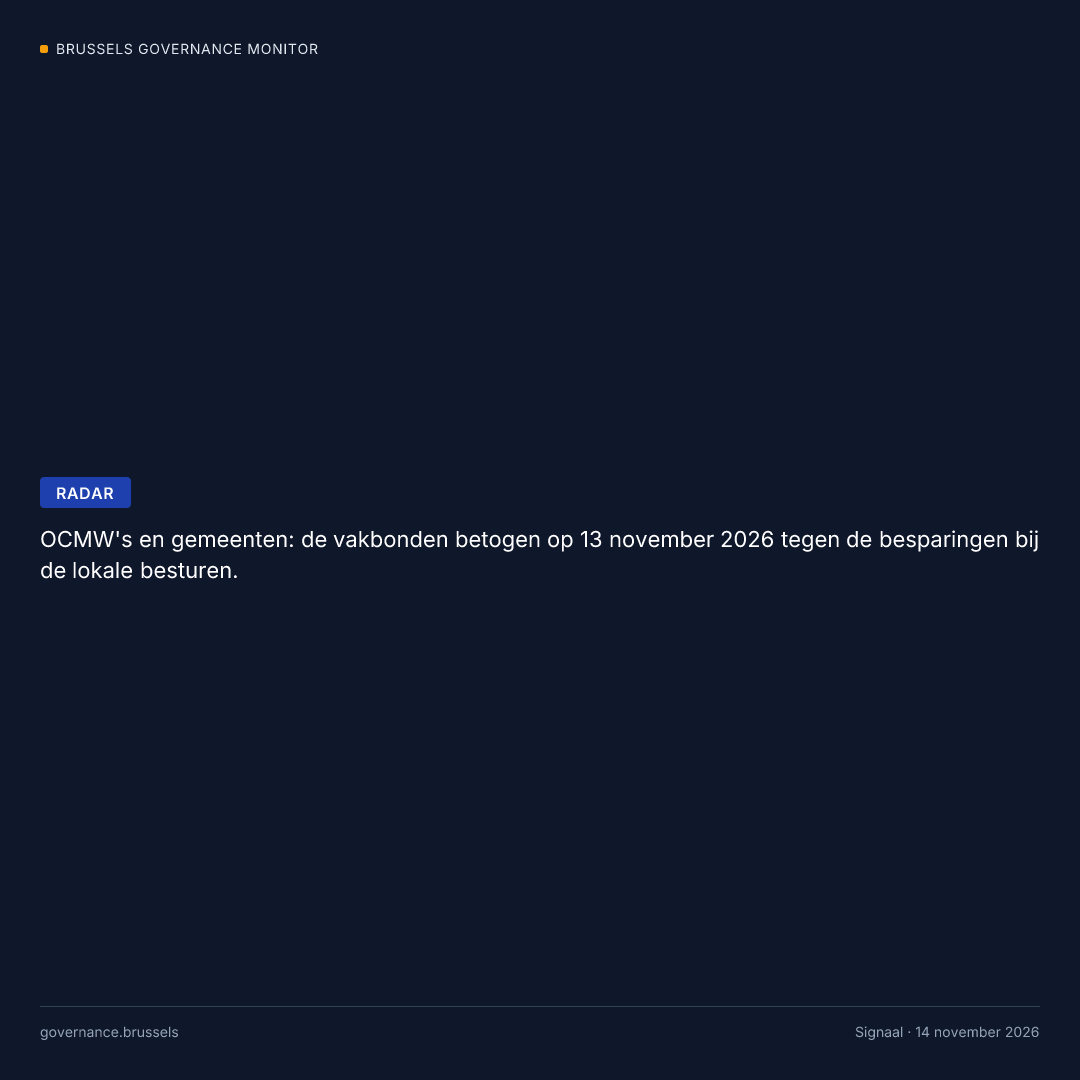 BRUSSELS GOVERNANCE MONITOR
RADAR
OCMW's en gemeenten: de vakbonden betogen op 13 november 2026 tegen de besparingen bij
de lokale besturen.
governance.brussels
Signaal · 14 november 2026